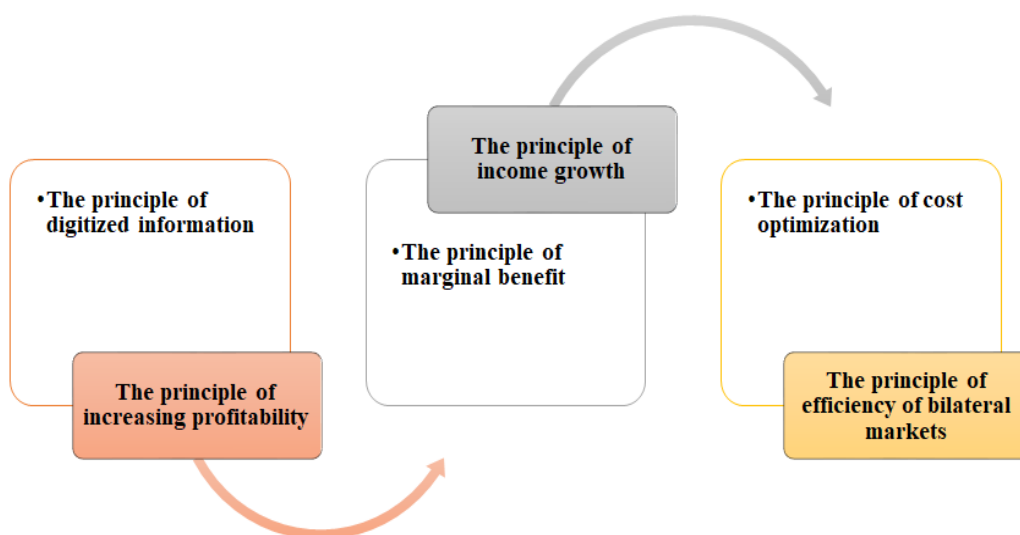 •The principle of
digitized information
The principle of
increasing profitability
The principle of
income growth
•The principle of
marginal benefit
•The principle of cost
optimization
The principle of
efficiency of bilateral
markets